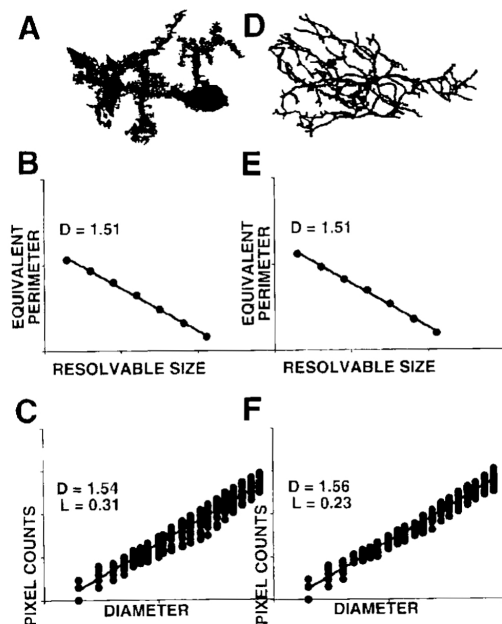 A
D
B
D = 1.51
EQUIVALENT
PERIMETER
RESOLVABLE SIZE
E
D = 1.51
EQUIVALENT
PERIMETER
RESOLVABLE SIZE
C
D = 1.54
L = 0.31
PIXEL COUNTS
DIAMETER
F
D = 1.56
L = 0.23
PIXEL COUNTS
DIAMETER